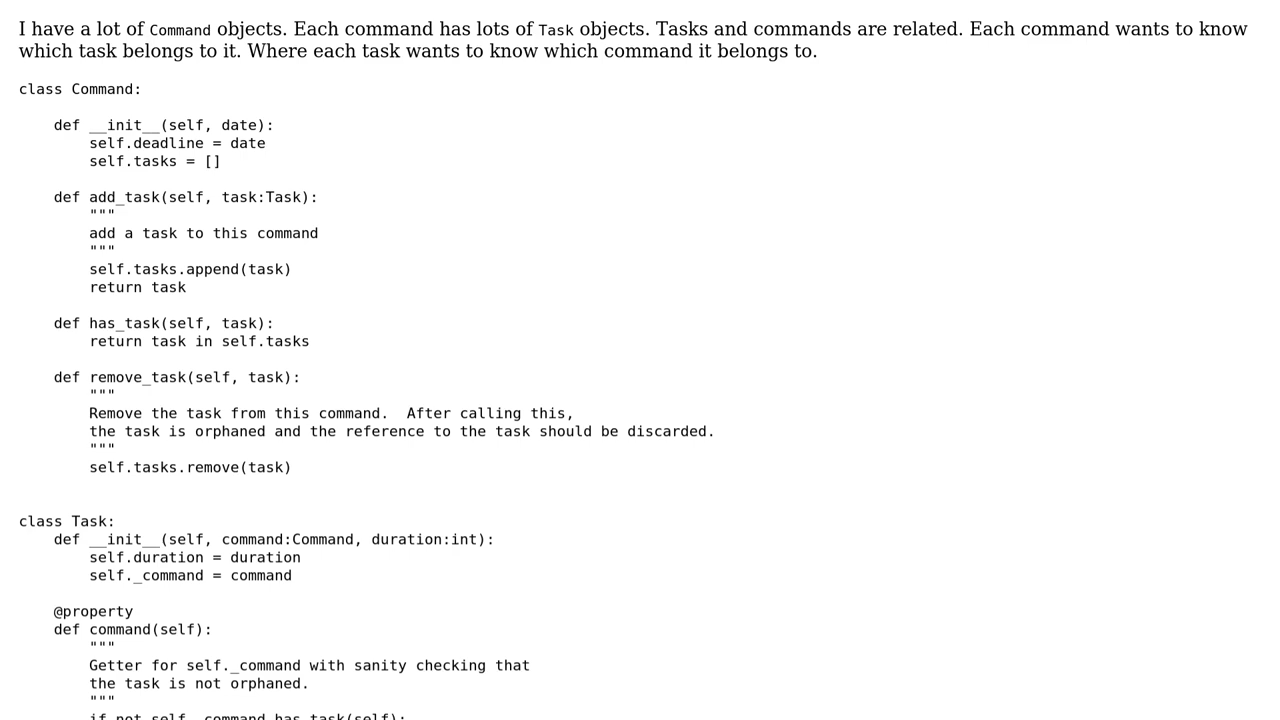 I have a lot of Command objects. Each command has lots of Task objects. Tasks and commands are related. Each command wants to know
which task belongs to it. Where each task wants to know which command it belongs to.
class Command:
    def __init__(self, date):
        self.deadline = date
        self.tasks = []
    def add_task(self, task:Task):
        """
        add a task to this command
        """
        self.tasks.append(task)
        return task
    def has_task(self, task):
        return task in self.tasks
    def remove_task(self, task):
        """
        Remove the task from this command.  After calling this,
        the task is orphaned and the reference to the task should be discarded.
        """
        self.tasks.remove(task)
class Task:
    def __init__(self, command:Command, duration:int):
        self.duration = duration
        self._command = command
    @property
    def command(self):
        """
        Getter for self._command with sanity checking that
        the task is not orphaned.
        """
        if not self._command.has_task(self):